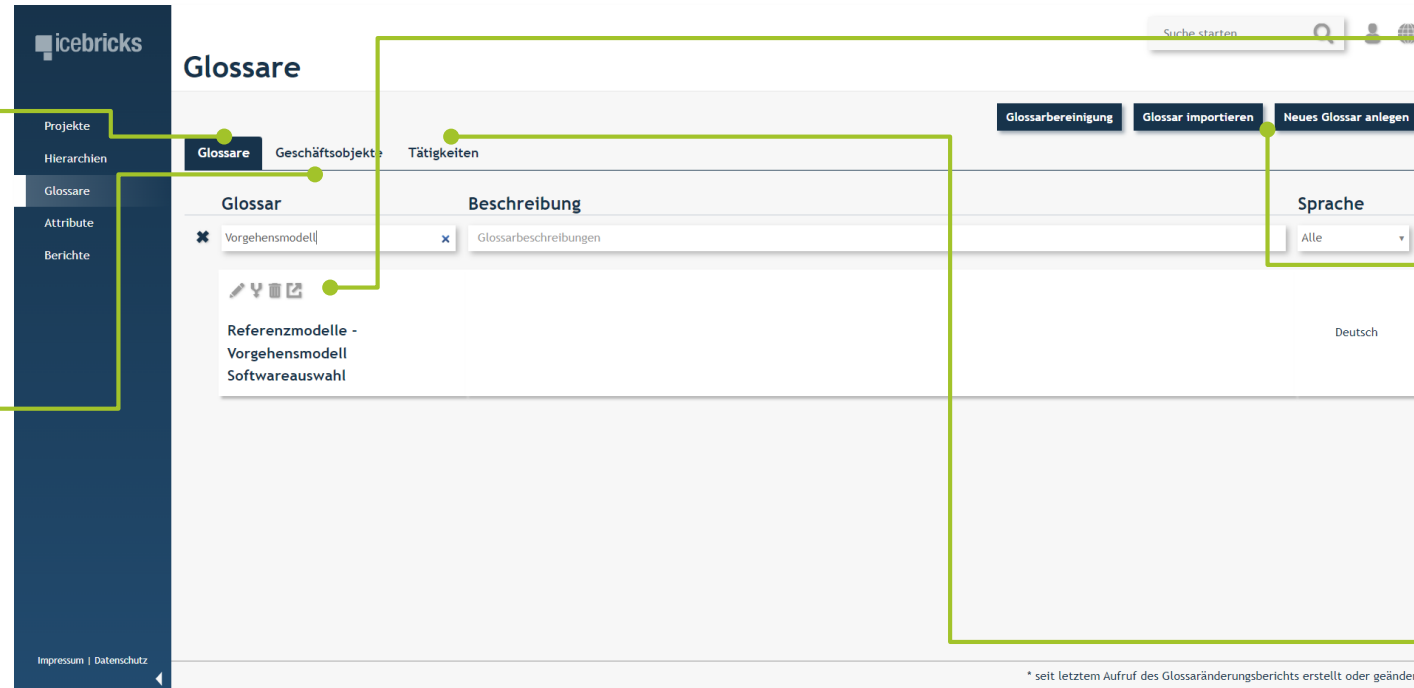 icebricks
Suche starten
Glossare
Projekte
Hierarchien
Glossare
Attribute
Berichte
Glossarbereinigung
Glossar importieren
Neues Glossar anlegen
Glossare Geschäftsobjekte Tätigkeiten
Glossar Beschreibung Sprache
Vorgehensmodell Glossarbeschreibungen Alle
Referenzmodelle -
Vorgehensmodell
Softwareauswahl
Deutsch
Impressum | Datenschutz
* seit letztem Aufruf des Glossaränderungsberichts erstellt oder geänder